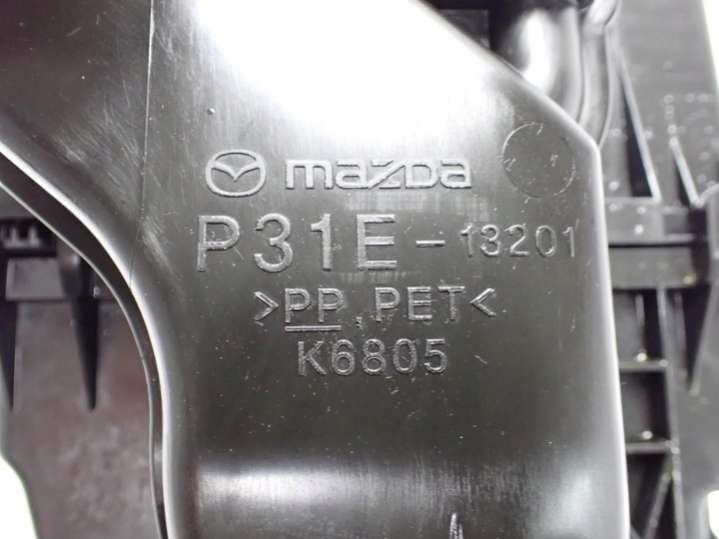 mazda
P31E-13201
>PP,PET<
K6805